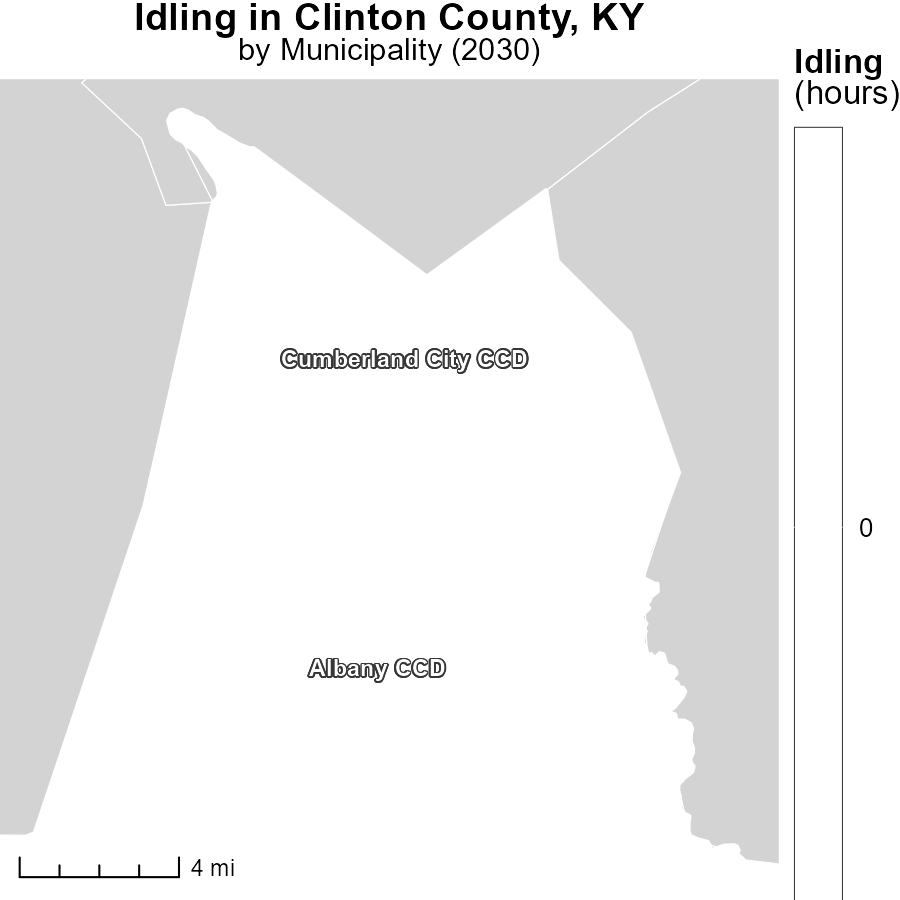 Idling in Clinton County, KY
by Municipality (2030)
Idling
(hours)
Cumberland City CCD
0
Albany CCD
4 mi